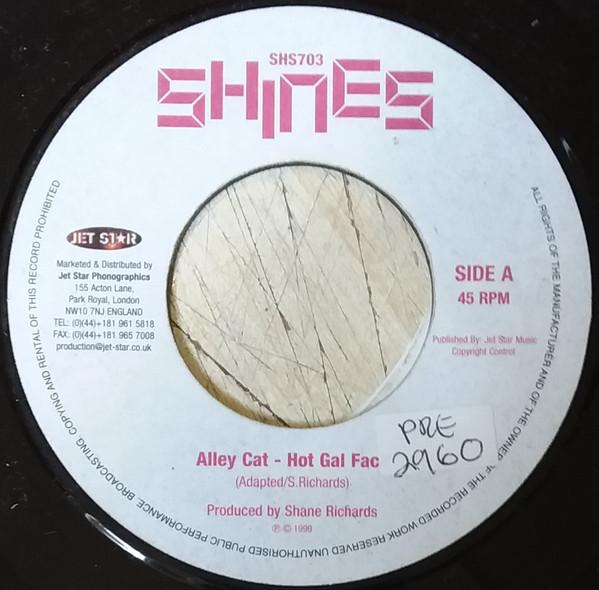 SHS703
SHINES
JET STAR
Marketed & Distributed by
Jet Star Phonographics
155 Acton Lane,
Park Royal, London
NW10 7NJ ENGLAND
TEL: (0)(44)+181 961 5818
FAX: (0)(44)+181 965 7008
production@jet-star.co.uk
SIDE A
45 RPM
Published By: Jet Star Music
Copyright Control
PRE
2960
Alley Cat - Hot Gal Fac
(Adapted/S.Richards)
Produced by Shane Richards
℗ © 1999
ALL RIGHTS OF THE MANUFACTURER AND OF THE OWNER OF THE RECORDED WORK RESERVED UNAUTHORISED PUBLIC PERFORMANCE BROADCASTING COPYING AND RENTAL OF THIS RECORD PROHIBITED